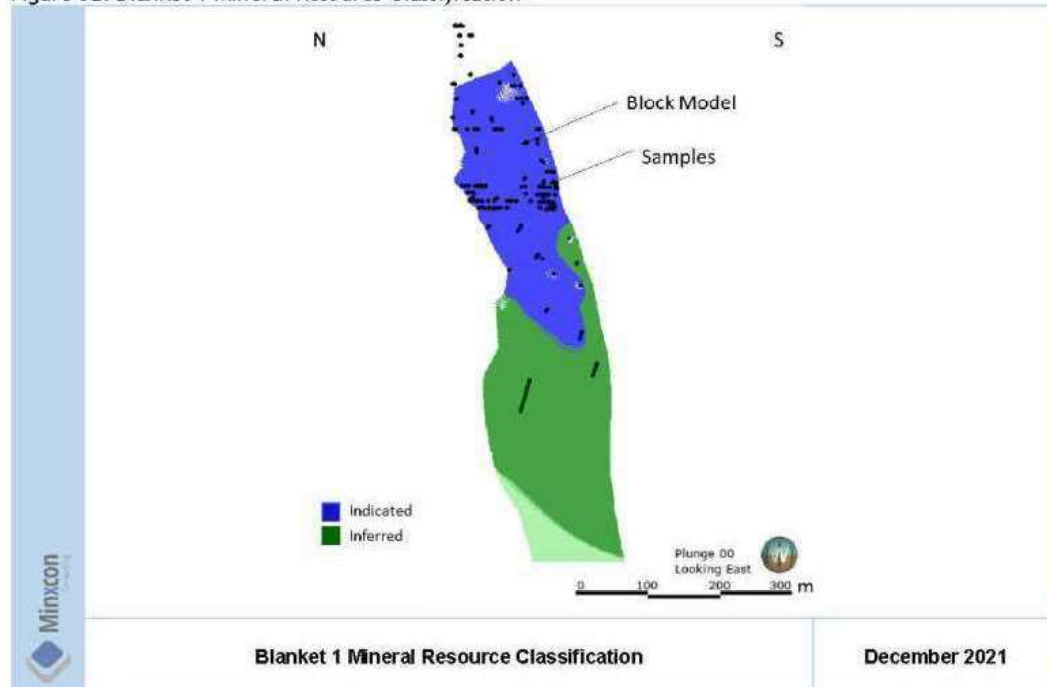 N
S
Block Model
Samples
Indicated
Inferred
Plunge 00
Looking East
0 100 200 300 m
Minxcon
Blanket 1 Mineral Resource Classification
December 2021